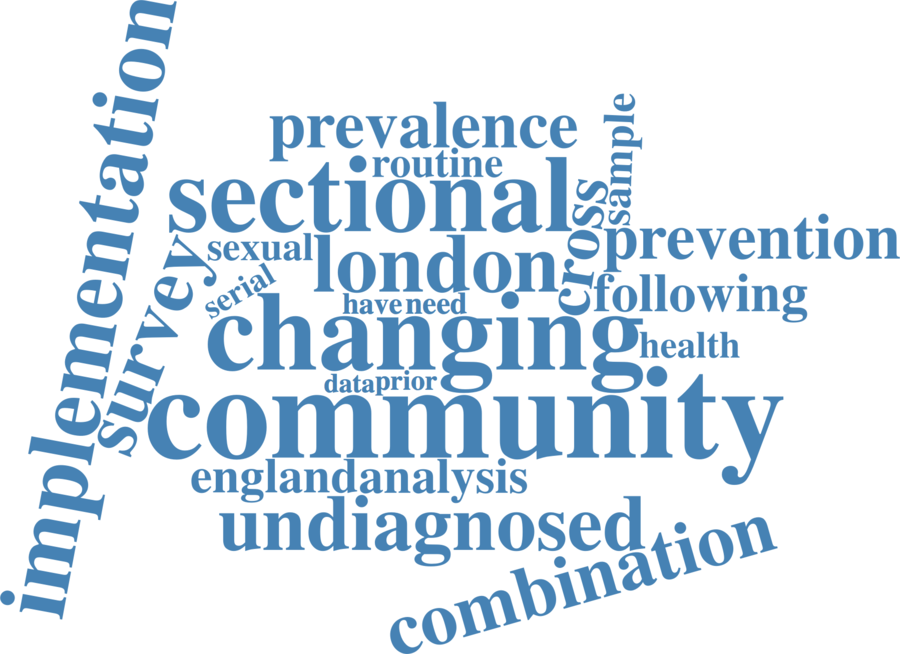 implementation
prevalence
sample
routine
sectional
cross
survey
sexual
london
prevention
serial
following
have need
changing
health
data prior
community
england analysis
undiagnosed
combination